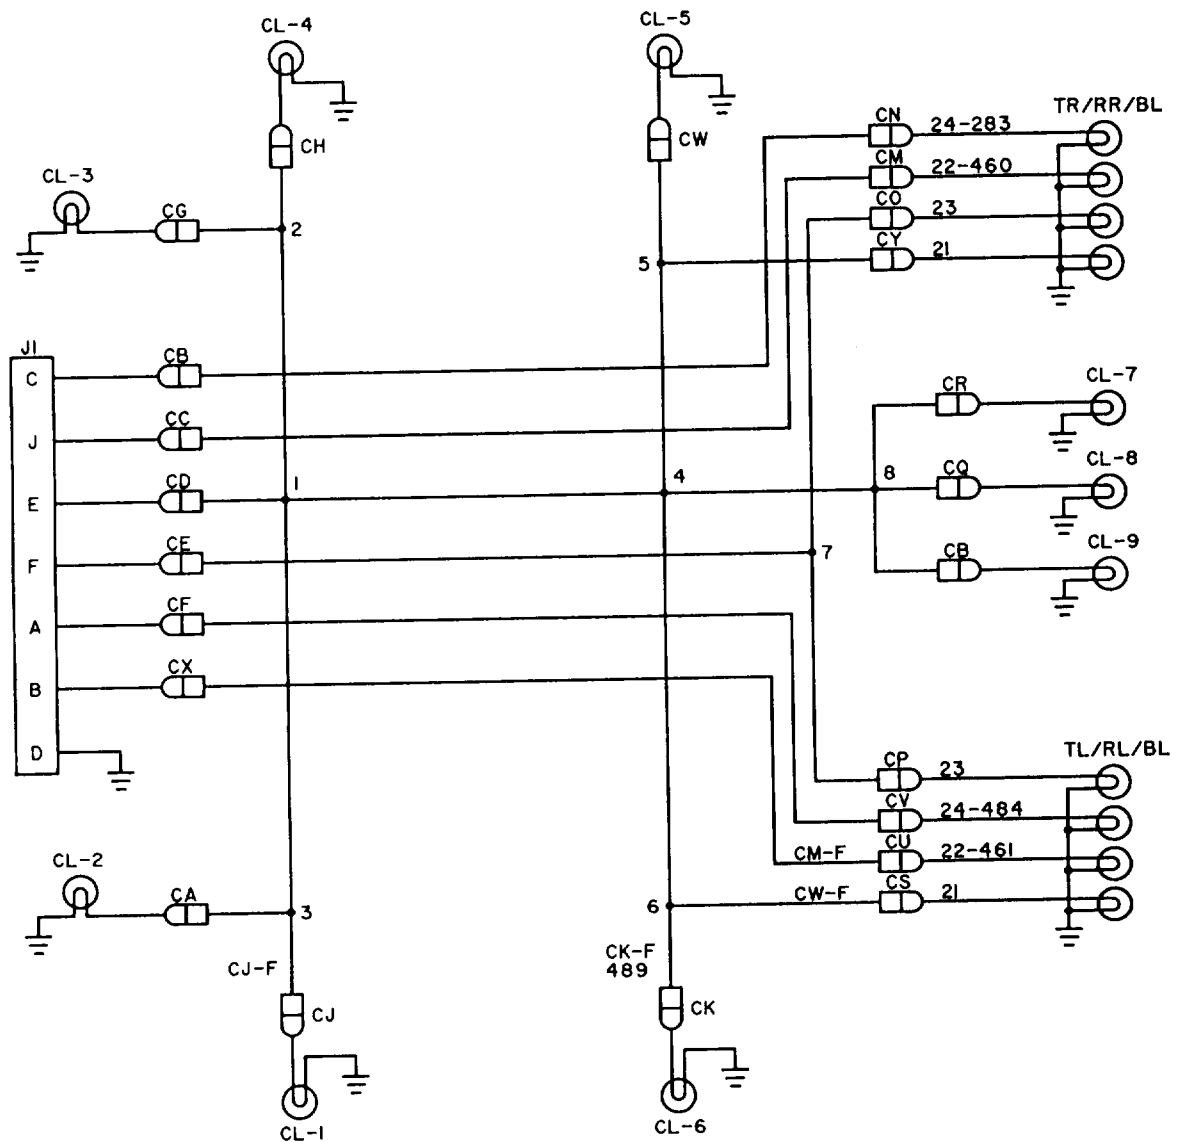 CL-4
CL-5
TR/RR/BL
CN
24-283
CH
CW
CM
22-460
CL-3
CO
23
CG
2
CY
21
5
J1
CB
C
CR
CL-7
CC
J
CD
1
4
8
CQ
CL-8
E
CE
7
CB
CL-9
F
CF
A
CX
B
D
TL/RL/BL
CP
23
CV
24-484
CL-2
CM-F
CU
22-461
CA
3
6
CW-F
CS
21
CJ-F
CK-F
489
CJ
CK
CL-1
CL-6